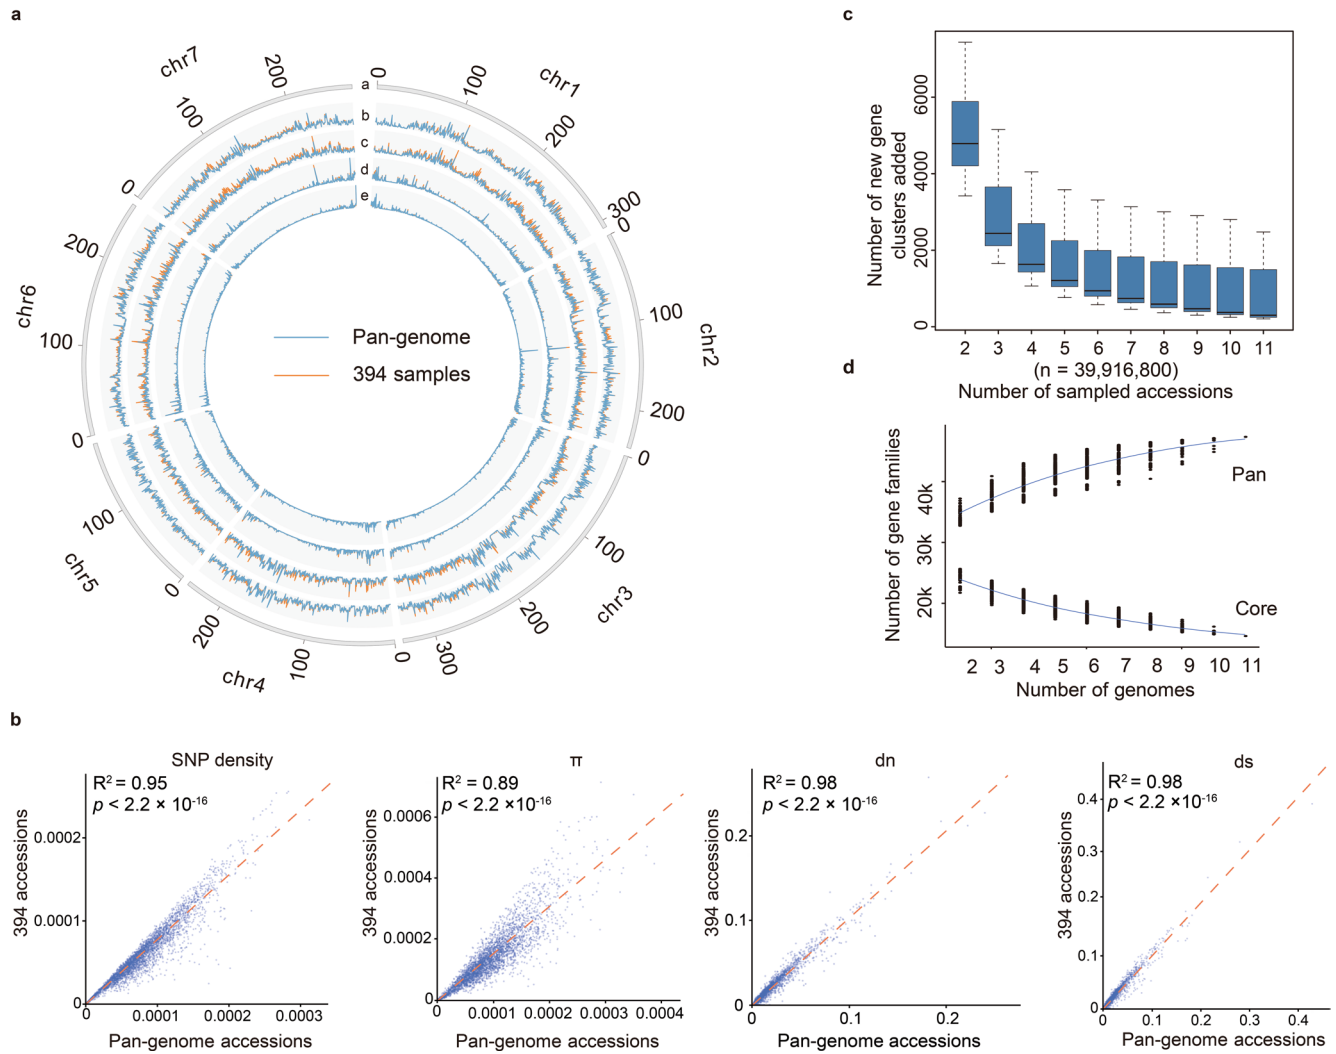 a
chr7
200
100
0
a
b
c
d
e
0
100
chr1
200
300
0
100
chr2
200
0
100
chr3
200
300
0
100
chr4
200
0
chr5
100
0
100
chr6
200
Pan-genome
394 samples
c
Number of new gene
clusters added
6000
4000
2000
0
2 3 4 5 6 7 8 9 10 11
(n = 39,916,800)
Number of sampled accessions
d
Number of gene families
40k
30k
20k
Pan
Core
2 3 4 5 6 7 8 9 10 11
Number of genomes
b
SNP density
R² = 0.95
p < 2.2 × 10⁻¹⁶
394 accessions
0.0002
0.0001
0
0 0.0001 0.0002 0.0003
Pan-genome accessions
π
R² = 0.89
p < 2.2 ×10⁻¹⁶
394 accessions
0.0006
0.0004
0.0002
0
0 0.0001 0.0002 0.0003 0.0004
Pan-genome accessions
dn
R² = 0.98
p < 2.2 × 10⁻¹⁶
394 accessions
0.2
0.1
0
0 0.1 0.2
Pan-genome accessions
ds
R² = 0.98
p < 2.2 ×10⁻¹⁶
394 accessions
0.4
0.3
0.2
0.1
0
0 0.1 0.2 0.3 0.4
Pan-genome accessions